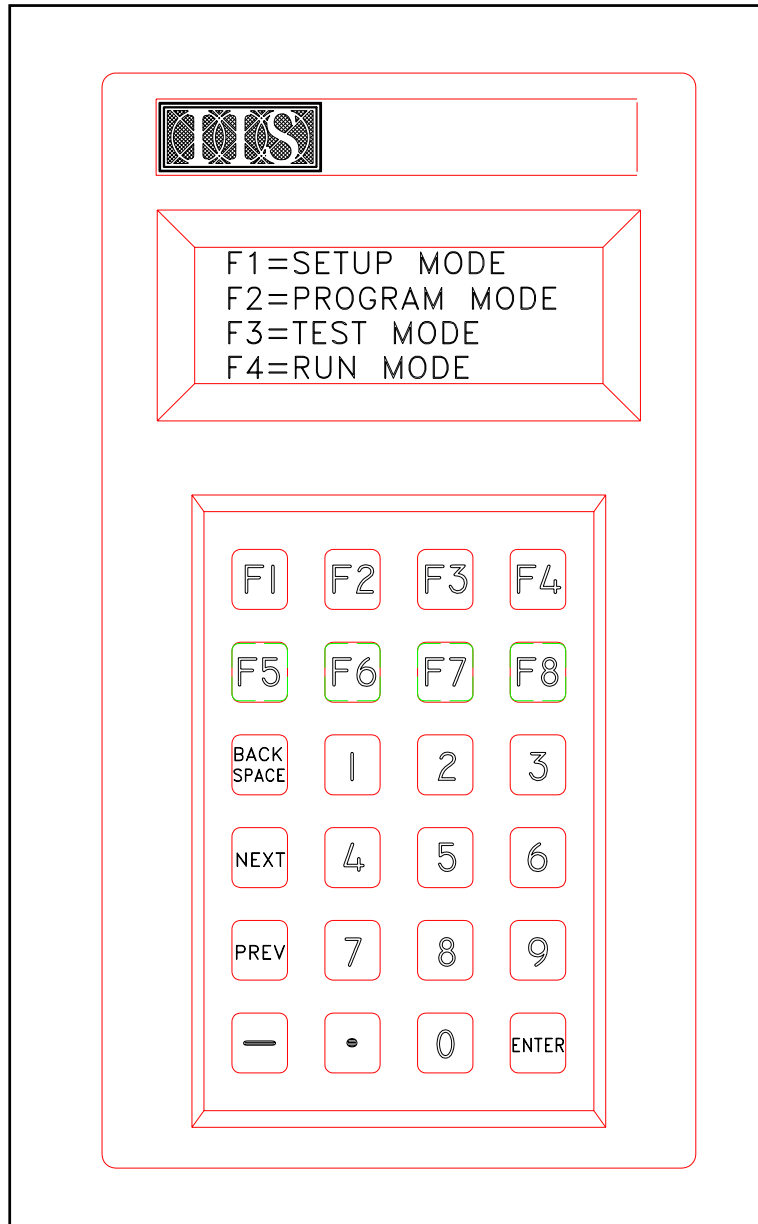 IIS
F1=SETUP MODE
F2=PROGRAM MODE
F3=TEST MODE
F4=RUN MODE
F1 F2 F3 F4
F5 F6 F7 F8
BACK
SPACE 1 2 3
NEXT 4 5 6
PREV 7 8 9
— • 0 ENTER